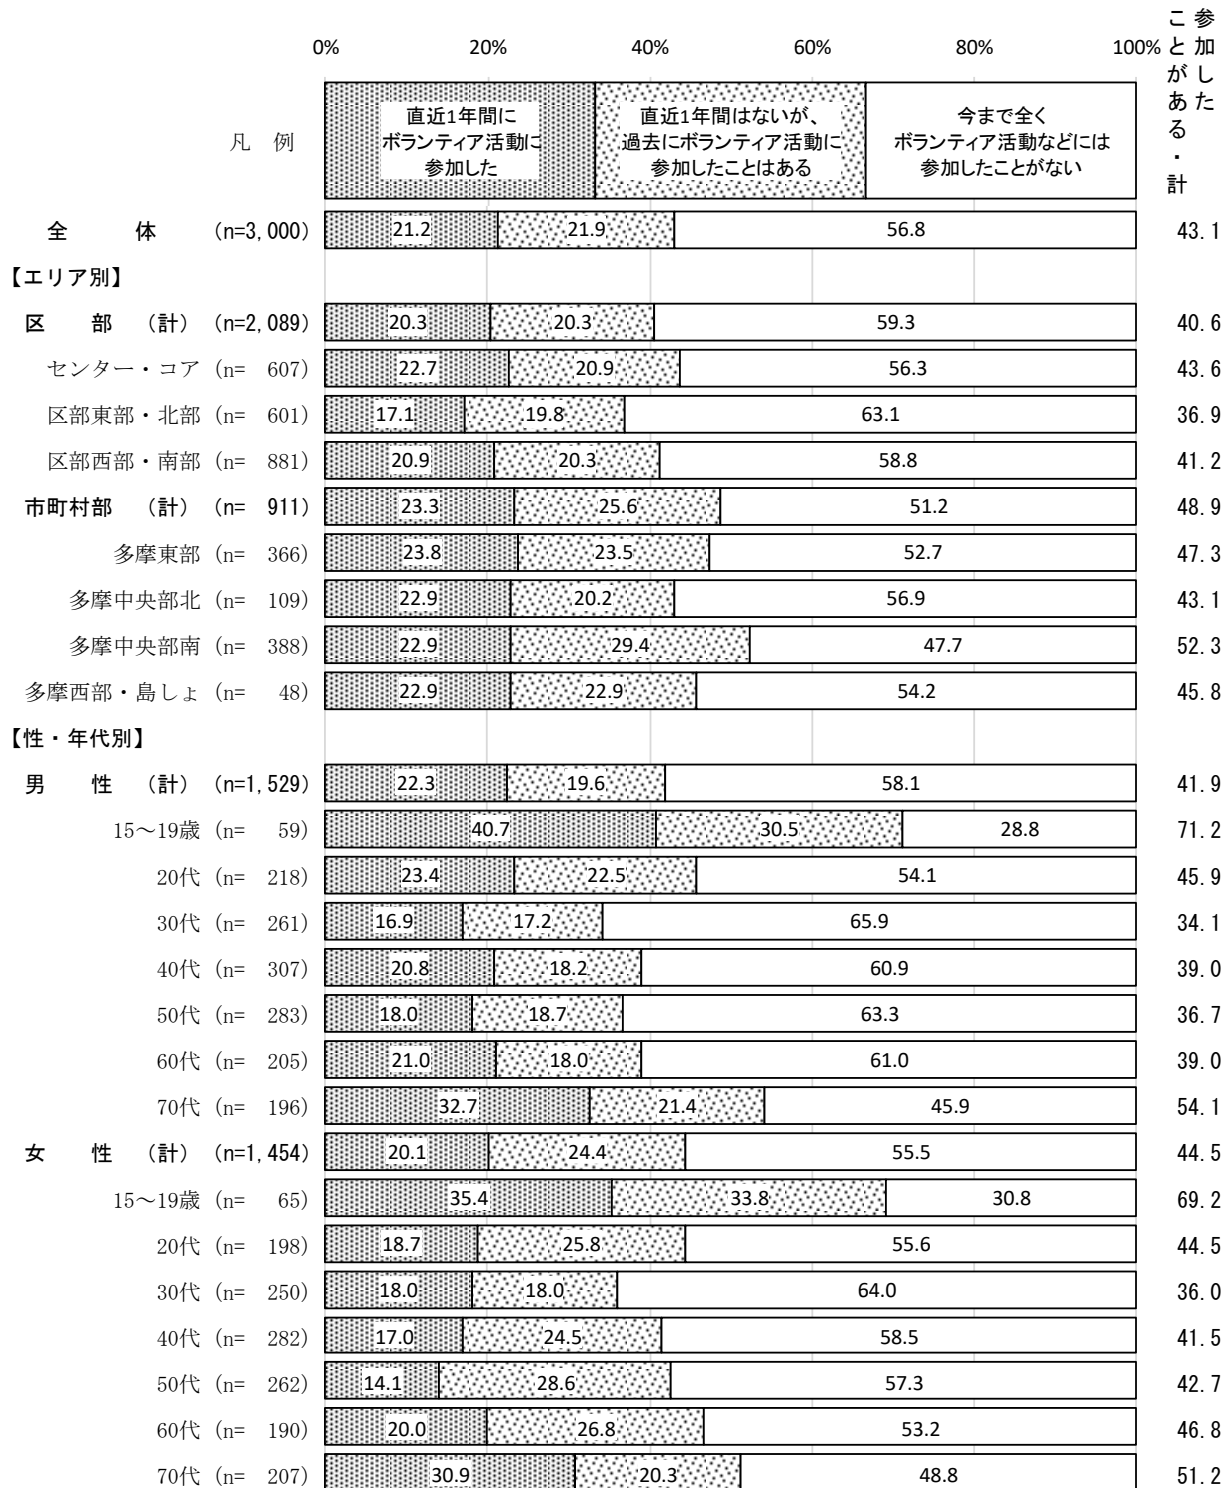 参加した
ことがある・計
0% 20% 40% 60% 80% 100%
凡 例
直近1年間に
ボランティア活動に
参加した
直近1年間はないが、
過去にボランティア活動に
参加したことはある
今まで全く
ボランティア活動などには
参加したことがない
全 体 (n=3,000) 21.2 21.9 56.8 43.1
【エリア別】
区 部 (計) (n=2,089) 20.3 20.3 59.3 40.6
センター・コア (n= 607) 22.7 20.9 56.3 43.6
区部東部・北部 (n= 601) 17.1 19.8 63.1 36.9
区部西部・南部 (n= 881) 20.9 20.3 58.8 41.2
市町村部 (計) (n= 911) 23.3 25.6 51.2 48.9
多摩東部 (n= 366) 23.8 23.5 52.7 47.3
多摩中央部北 (n= 109) 22.9 20.2 56.9 43.1
多摩中央部南 (n= 388) 22.9 29.4 47.7 52.3
多摩西部・島しょ (n= 48) 22.9 22.9 54.2 45.8
【性・年代別】
男 性 (計) (n=1,529) 22.3 19.6 58.1 41.9
15～19歳 (n= 59) 40.7 30.5 28.8 71.2
20代 (n= 218) 23.4 22.5 54.1 45.9
30代 (n= 261) 16.9 17.2 65.9 34.1
40代 (n= 307) 20.8 18.2 60.9 39.0
50代 (n= 283) 18.0 18.7 63.3 36.7
60代 (n= 205) 21.0 18.0 61.0 39.0
70代 (n= 196) 32.7 21.4 45.9 54.1
女 性 (計) (n=1,454) 20.1 24.4 55.5 44.5
15～19歳 (n= 65) 35.4 33.8 30.8 69.2
20代 (n= 198) 18.7 25.8 55.6 44.5
30代 (n= 250) 18.0 18.0 64.0 36.0
40代 (n= 282) 17.0 24.5 58.5 41.5
50代 (n= 262) 14.1 28.6 57.3 42.7
60代 (n= 190) 20.0 26.8 53.2 46.8
70代 (n= 207) 30.9 20.3 48.8 51.2